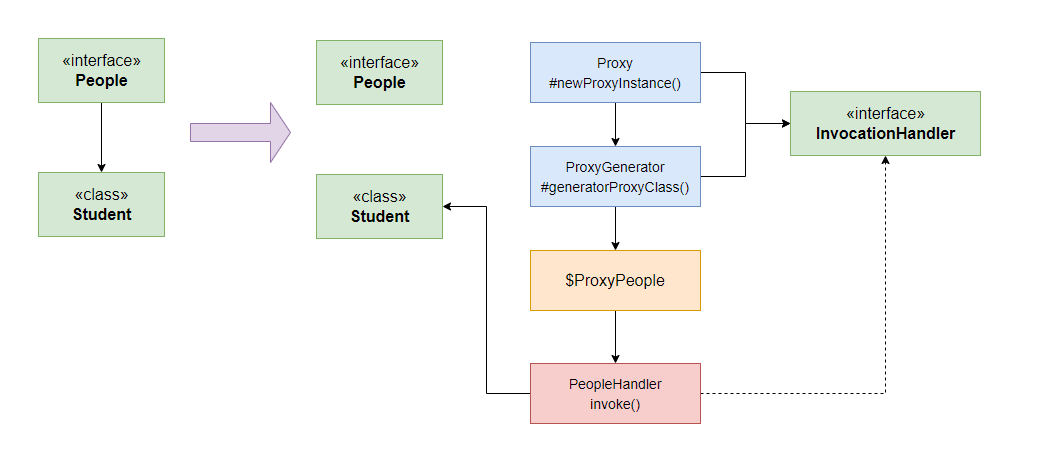 «interface»
People
«class»
Student
«interface»
People
«class»
Student
Proxy
#newProxyInstance()
ProxyGenerator
#generatorProxyClass()
$ProxyPeople
PeopleHandler
invoke()
«interface»
InvocationHandler